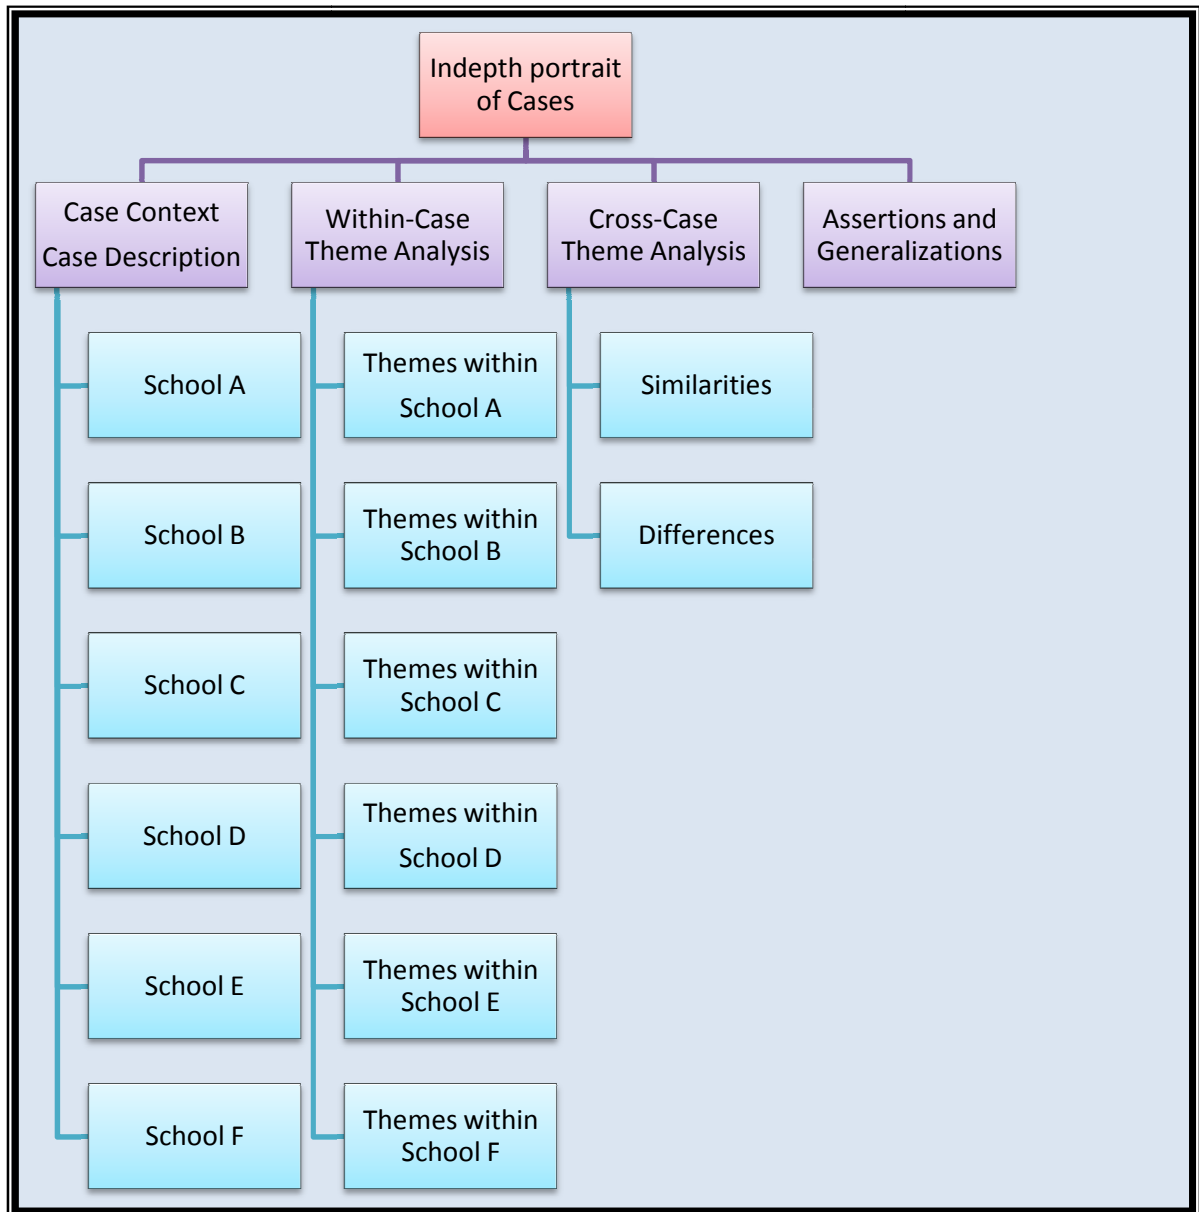 Indepth portrait
of Cases
Case Context
Case Description
Within-Case
Theme Analysis
Cross-Case
Theme Analysis
Assertions and
Generalizations
School A
School B
School C
School D
School E
School F
Themes within
School A
Themes within
School B
Themes within
School C
Themes within
School D
Themes within
School E
Themes within
School F
Similarities
Differences